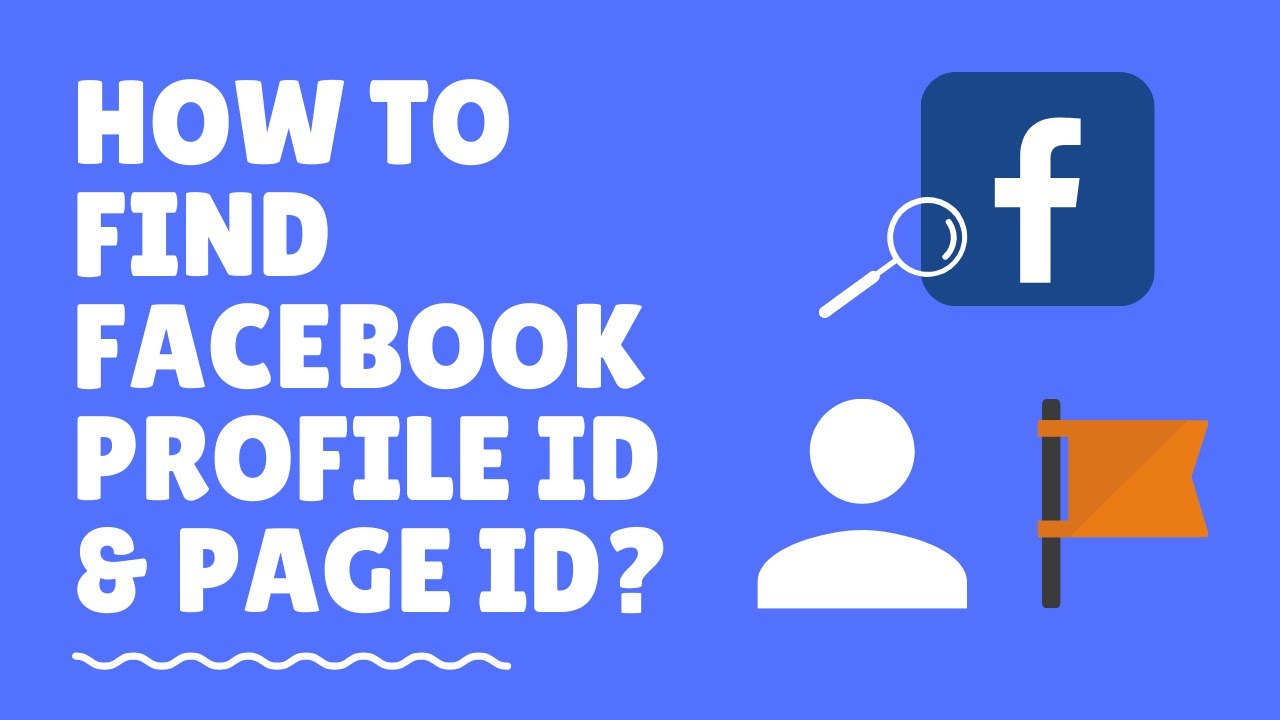 HOW TO
FIND
FACEBOOK
PROFILE ID
& PAGE ID?
f